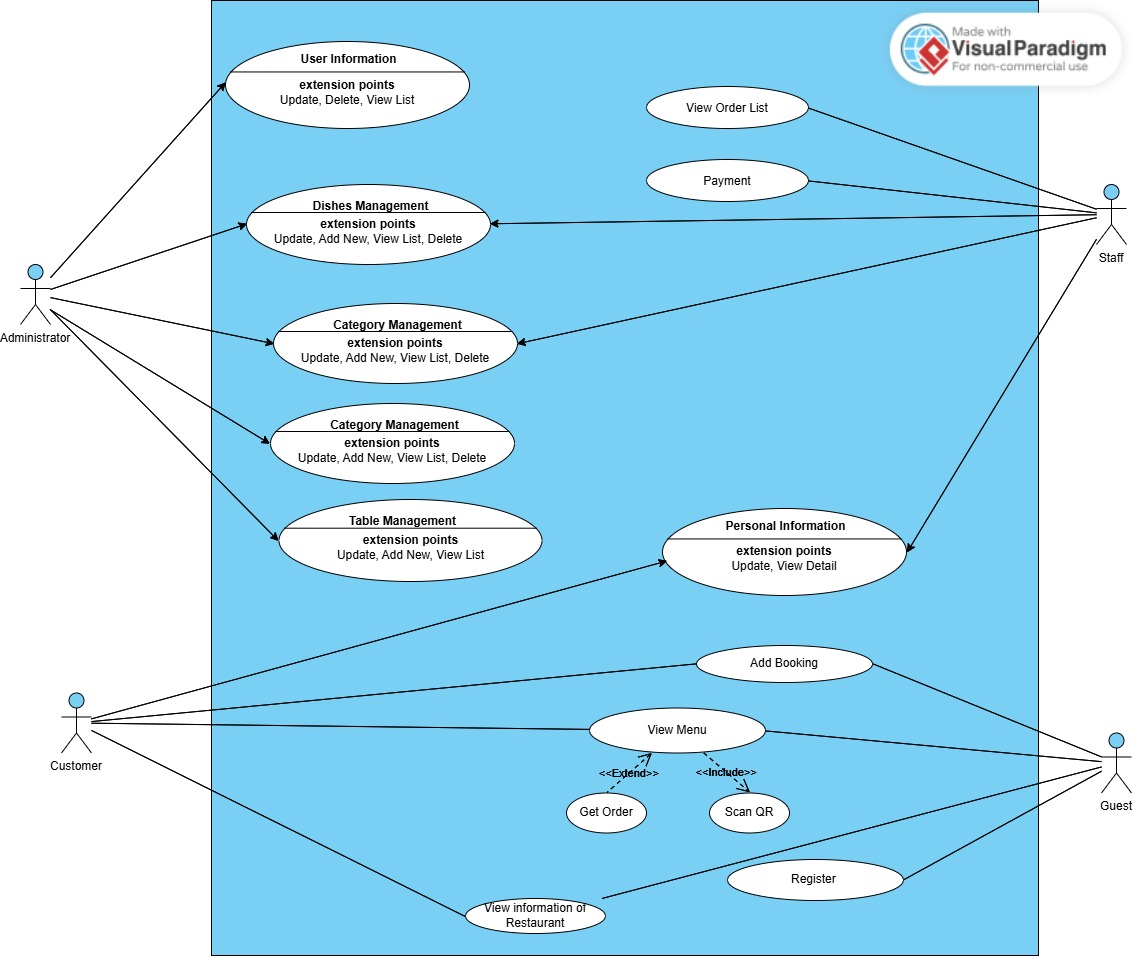 Made with
Visual Paradigm
For non-commercial use
User Information
extension points
Update, Delete, View List
View Order List
Payment
Dishes Management
extension points
Update, Add New, View List, Delete
Staff
Administrator
Category Management
extension points
Update, Add New, View List, Delete
Category Management
extension points
Update, Add New, View List, Delete
Table Management
extension points
Update, Add New, View List
Personal Information
extension points
Update, View Detail
Add Booking
Customer
View Menu
<<Extend>>
<<Include>>
Get Order
Scan QR
Guest
Register
View information of
Restaurant